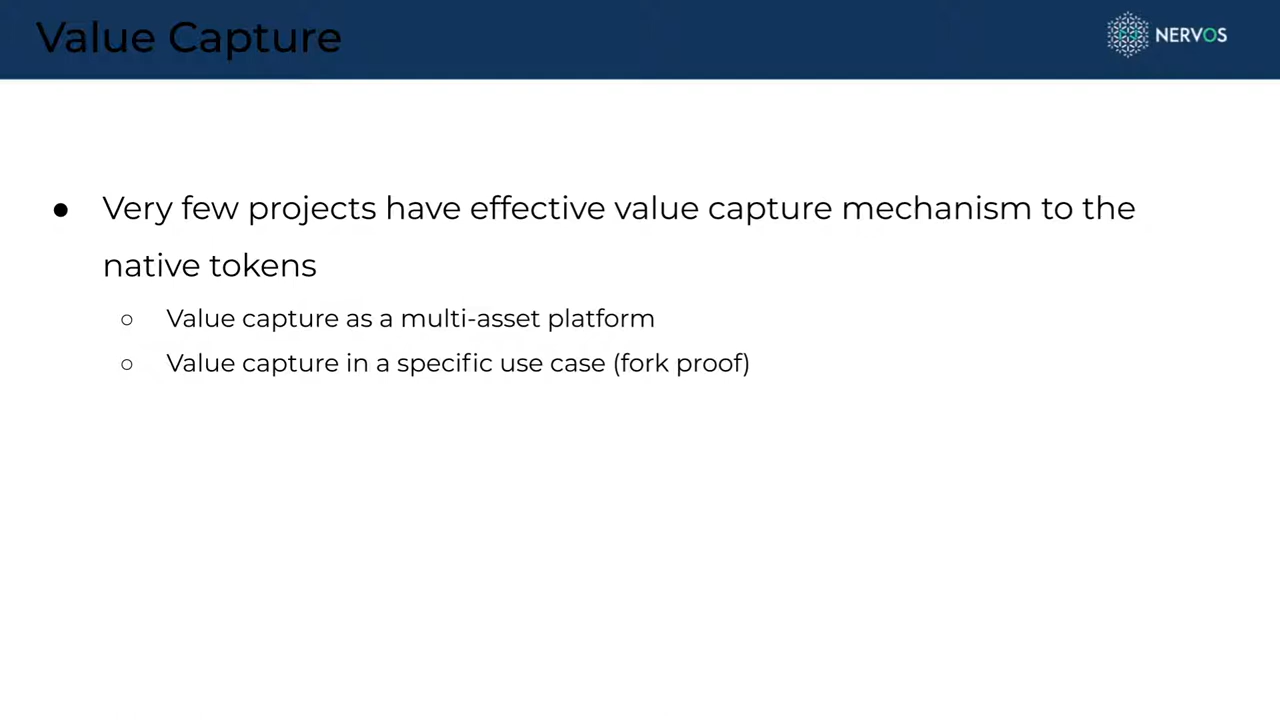 Value Capture
NERVOS
● Very few projects have effective value capture mechanism to the
native tokens
○ Value capture as a multi-asset platform
○ Value capture in a specific use case (fork proof)